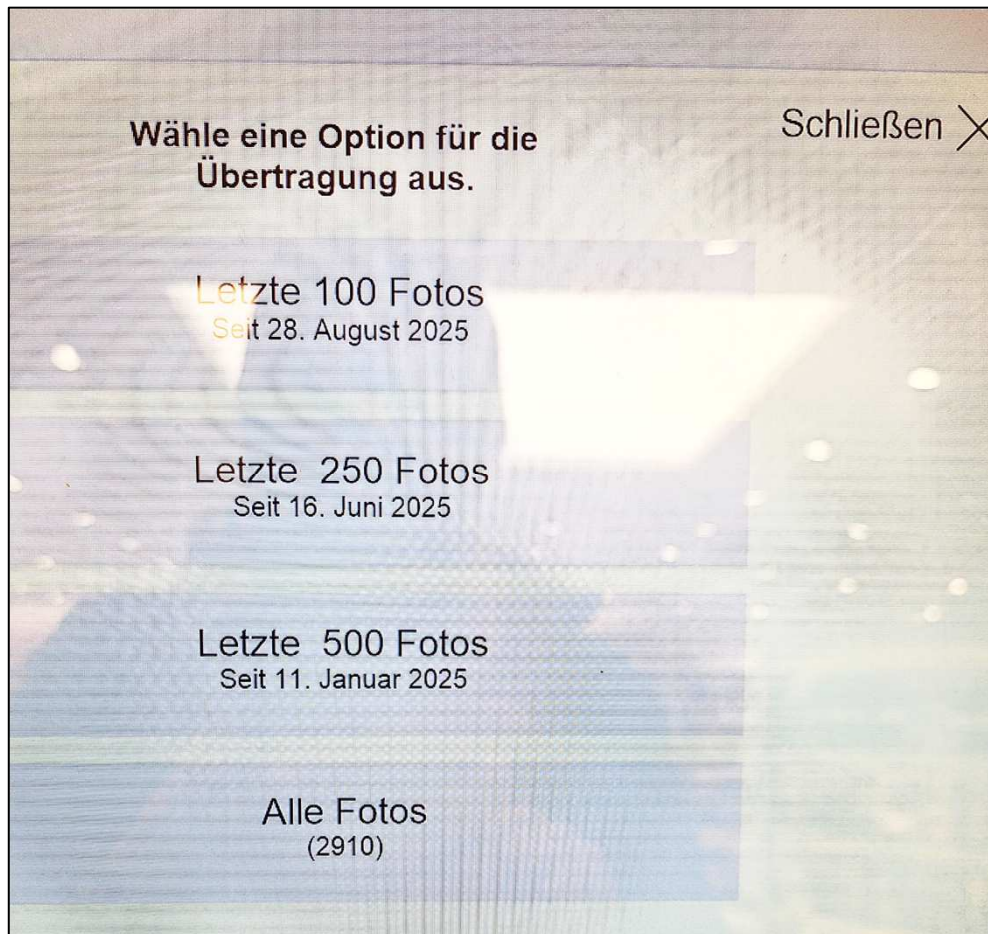 Wähle eine Option für die
Übertragung aus.
Schließen
Letzte 100 Fotos
Seit 28. August 2025
Letzte 250 Fotos
Seit 16. Juni 2025
Letzte 500 Fotos
Seit 11. Januar 2025
Alle Fotos
(2910)